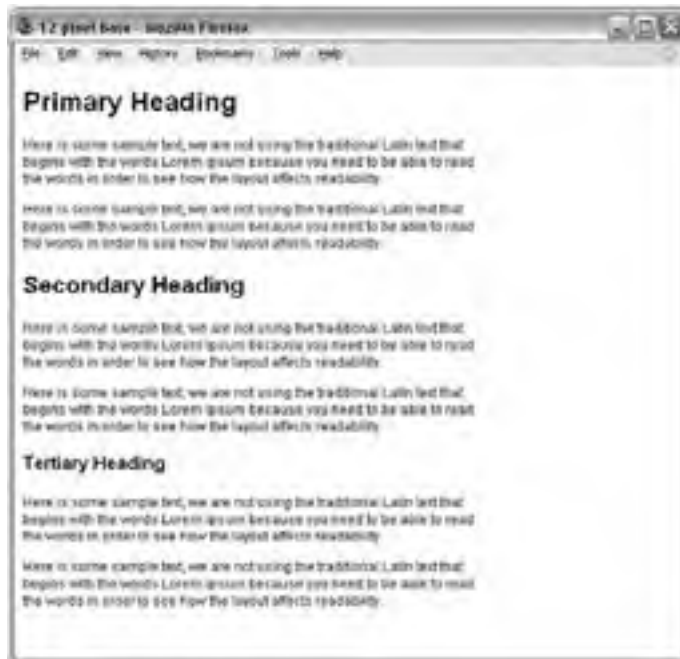 12 pixel base - Mozilla Firefox
File Edit View History Bookmarks Tools Help
Primary Heading
Here is some sample text, we are not using the traditional Latin text that
begins with the words Lorem ipsum because you need to be able to read
the words in order to see how the layout affects readability.
Here is some sample text, we are not using the traditional Latin text that
begins with the words Lorem ipsum because you need to be able to read
the words in order to see how the layout affects readability.
Secondary Heading
Here is some sample text, we are not using the traditional Latin text that
begins with the words Lorem ipsum because you need to be able to read
the words in order to see how the layout affects readability.
Here is some sample text, we are not using the traditional Latin text that
begins with the words Lorem ipsum because you need to be able to read
the words in order to see how the layout affects readability.
Tertiary Heading
Here is some sample text, we are not using the traditional Latin text that
begins with the words Lorem ipsum because you need to be able to read
the words in order to see how the layout affects readability.
Here is some sample text, we are not using the traditional Latin text that
begins with the words Lorem ipsum because you need to be able to read
the words in order to see how the layout affects readability.